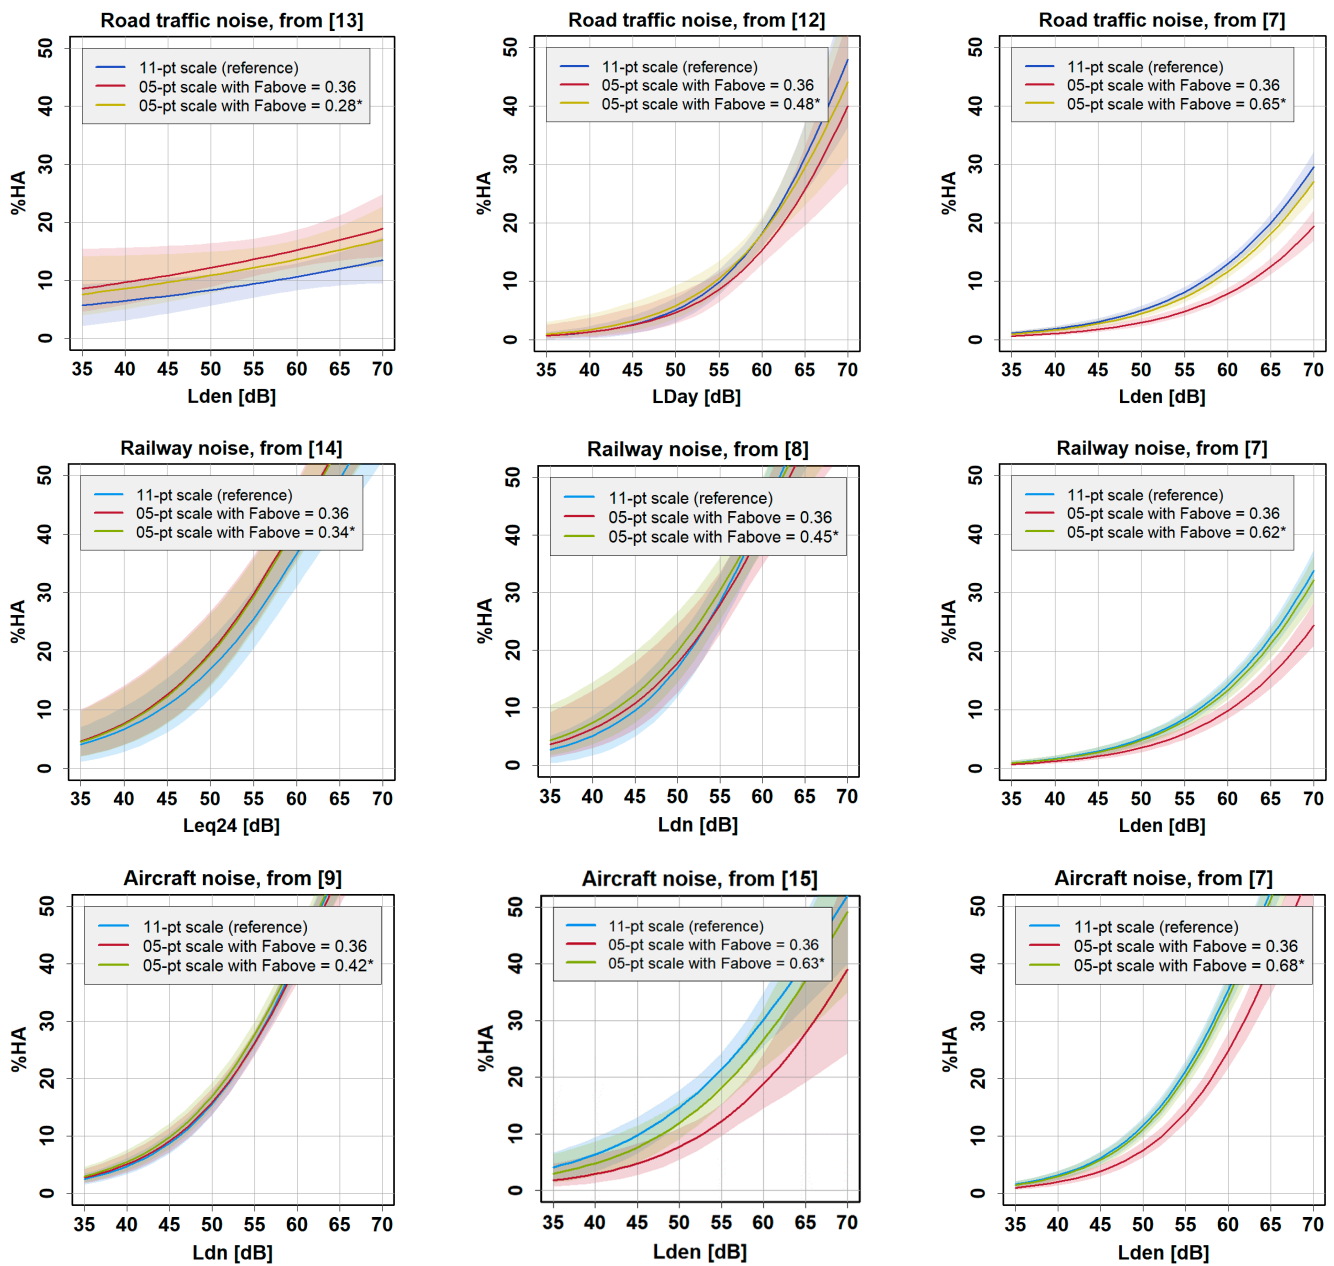 Road traffic noise, from [13]
50
40
30
20
10
0
%HA
11-pt scale (reference)
05-pt scale with Fabove = 0.36
05-pt scale with Fabove = 0.28*
35 40 45 50 55 60 65 70
Lden [dB]
Road traffic noise, from [12]
50
40
30
20
10
0
%HA
11-pt scale (reference)
05-pt scale with Fabove = 0.36
05-pt scale with Fabove = 0.48*
35 40 45 50 55 60 65 70
LDay [dB]
Road traffic noise, from [7]
50
40
30
20
10
0
%HA
11-pt scale (reference)
05-pt scale with Fabove = 0.36
05-pt scale with Fabove = 0.65*
35 40 45 50 55 60 65 70
Lden [dB]
Railway noise, from [14]
50
40
30
20
10
0
%HA
11-pt scale (reference)
05-pt scale with Fabove = 0.36
05-pt scale with Fabove = 0.34*
35 40 45 50 55 60 65 70
Leq24 [dB]
Railway noise, from [8]
50
40
30
20
10
0
%HA
11-pt scale (reference)
05-pt scale with Fabove = 0.36
05-pt scale with Fabove = 0.45*
35 40 45 50 55 60 65 70
Ldn [dB]
Railway noise, from [7]
50
40
30
20
10
0
%HA
11-pt scale (reference)
05-pt scale with Fabove = 0.36
05-pt scale with Fabove = 0.62*
35 40 45 50 55 60 65 70
Lden [dB]
Aircraft noise, from [9]
50
40
30
20
10
0
%HA
11-pt scale (reference)
05-pt scale with Fabove = 0.36
05-pt scale with Fabove = 0.42*
35 40 45 50 55 60 65 70
Ldn [dB]
Aircraft noise, from [15]
50
40
30
20
10
0
%HA
11-pt scale (reference)
05-pt scale with Fabove = 0.36
05-pt scale with Fabove = 0.63*
35 40 45 50 55 60 65 70
Lden [dB]
Aircraft noise, from [7]
50
40
30
20
10
0
%HA
11-pt scale (reference)
05-pt scale with Fabove = 0.36
05-pt scale with Fabove = 0.68*
35 40 45 50 55 60 65 70
Lden [dB]